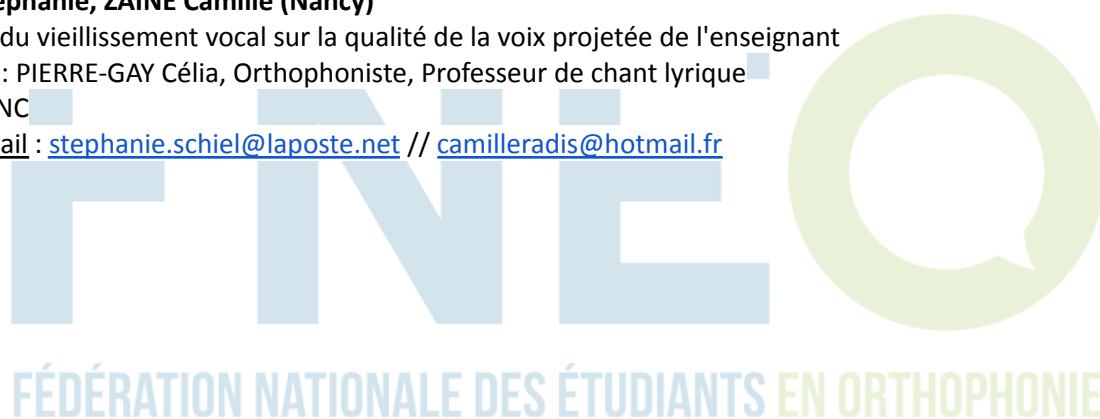 ephanie, ZAINE Camille (Nancy)
du vieillissement vocal sur la qualité de la voix projetée de l'enseignant
: PIERRE-GAY Célia, Orthophoniste, Professeur de chant lyrique
NC
ail : stephanie.schiel@laposte.net // camilleradis@hotmail.fr
FNEO
FÉDÉRATION NATIONALE DES ÉTUDIANTS EN ORTHOPHONIE